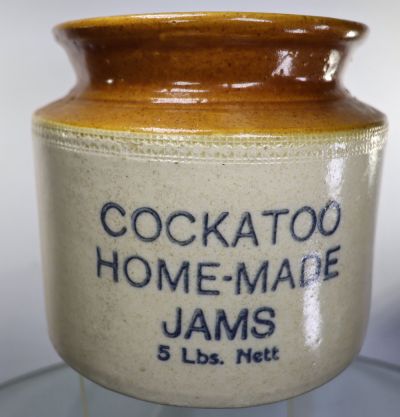 COCKATOO
HOME-MADE
JAMS
5 Lbs. Nett